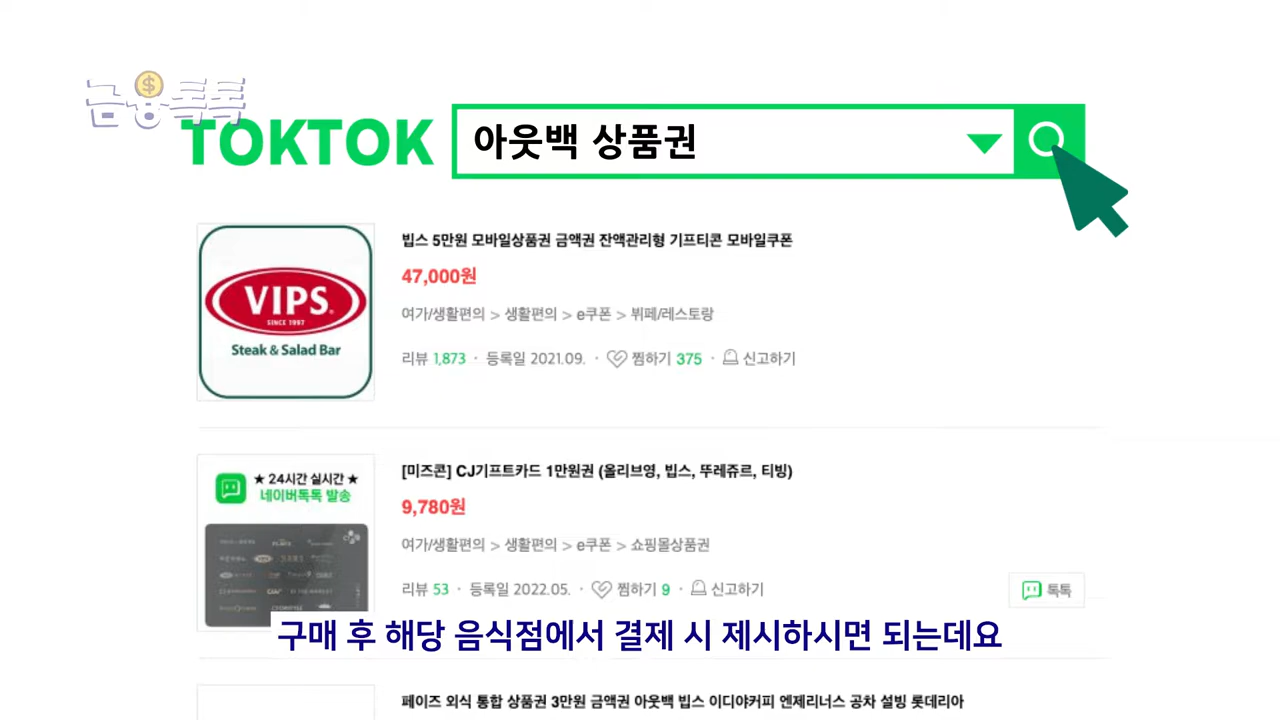 금융톡톡
TOKTOK
아웃백 상품권
빕스 5만원 모바일상품권 금액권 잔액관리형 기프티콘 모바일쿠폰
47,000원
여가/생활편의 > 생활편의 > e쿠폰 > 뷔페/레스토랑
리뷰 1,873 · 등록일 2021.09. · 찜하기 375 · 신고하기
VIPS
SINCE 1997
Steak & Salad Bar
[미즈콘] CJ기프트카드 1만원권 (올리브영, 빕스, 뚜레쥬르, 티빙)
9,780원
여가/생활편의 > 생활편의 > e쿠폰 > 쇼핑몰상품권
리뷰 53 · 등록일 2022.05. · 찜하기 9 · 신고하기
★ 24시간 실시간 ★
네이버톡톡 발송
톡톡
구매 후 해당 음식점에서 결제 시 제시하시면 되는데요
페이즈 외식 통합 상품권 3만원 금액권 아웃백 빕스 이디야커피 엔제리너스 공차 설빙 롯데리아